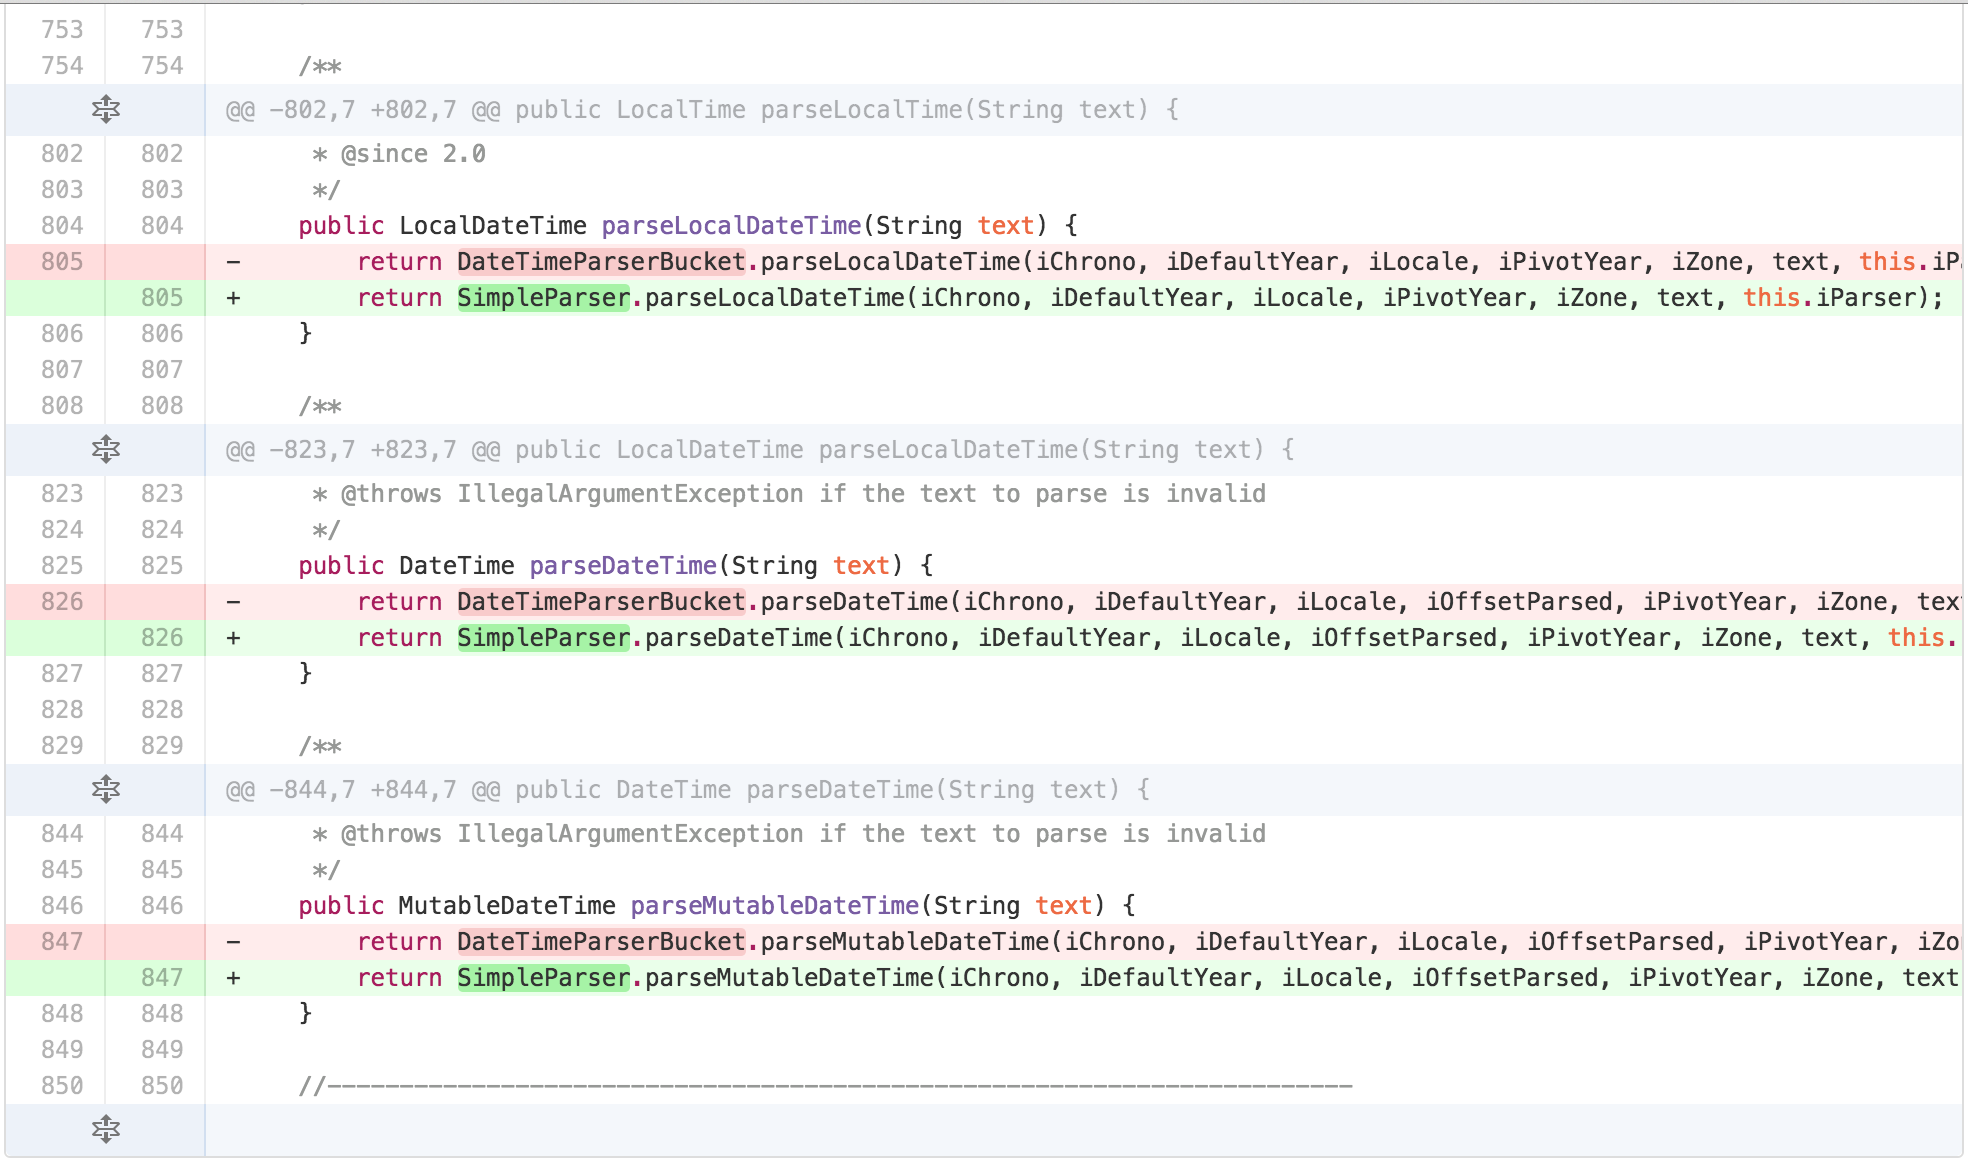 753 753
754 754 /**
@@ -802,7 +802,7 @@ public LocalTime parseLocalTime(String text) {
802 802 * @since 2.0
803 803 */
804 804 public LocalDateTime parseLocalDateTime(String text) {
805 - return DateTimeParserBucket.parseLocalDateTime(iChrono, iDefaultYear, iLocale, iPivotYear, iZone, text, this.iP
805 + return SimpleParser.parseLocalDateTime(iChrono, iDefaultYear, iLocale, iPivotYear, iZone, text, this.iParser);
806 806 }
807 807
808 808 /**
@@ -823,7 +823,7 @@ public LocalDateTime parseLocalDateTime(String text) {
823 823 * @throws IllegalArgumentException if the text to parse is invalid
824 824 */
825 825 public DateTime parseDateTime(String text) {
826 - return DateTimeParserBucket.parseDateTime(iChrono, iDefaultYear, iLocale, iOffsetParsed, iPivotYear, iZone, tex
826 + return SimpleParser.parseDateTime(iChrono, iDefaultYear, iLocale, iOffsetParsed, iPivotYear, iZone, text, this.
827 827 }
828 828
829 829 /**
@@ -844,7 +844,7 @@ public DateTime parseDateTime(String text) {
844 844 * @throws IllegalArgumentException if the text to parse is invalid
845 845 */
846 846 public MutableDateTime parseMutableDateTime(String text) {
847 - return DateTimeParserBucket.parseMutableDateTime(iChrono, iDefaultYear, iLocale, iOffsetParsed, iPivotYear, iZo
847 + return SimpleParser.parseMutableDateTime(iChrono, iDefaultYear, iLocale, iOffsetParsed, iPivotYear, iZone, text
848 848 }
849 849
850 850 //-----------------------------------------------------------------------